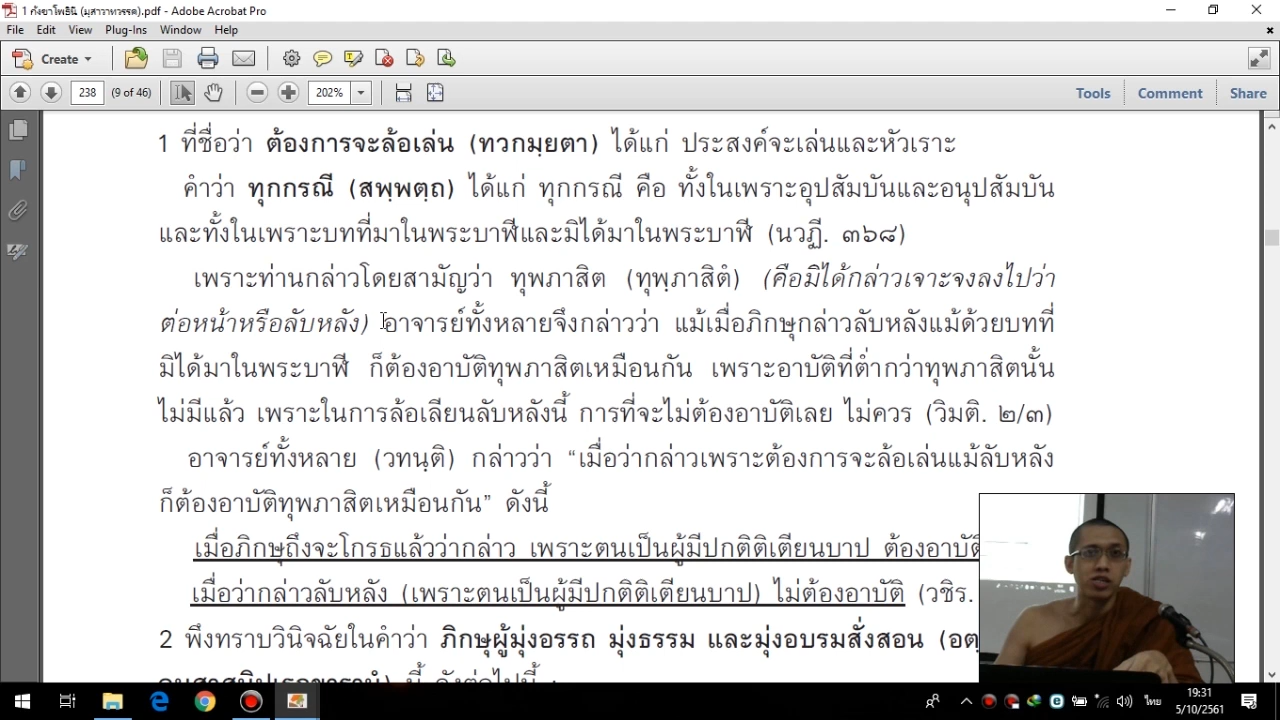 1 กังขาโพธินี (มุสาวาทวรรค).pdf - Adobe Acrobat Pro
File Edit View Plug-Ins Window Help
Create
238 (9 of 46) 202% Tools Comment Share
1 ที่ชื่อว่า ต้องการจะล้อเล่น (ทวกมฺยตา) ได้แก่ ประสงค์จะเล่นและหัวเราะ
คำว่า ทุกกรณี (สพฺพตฺถ) ได้แก่ ทุกกรณี คือ ทั้งในเพราะอุปสัมบันและอนุปสัมบัน
และทั้งในเพราะบทที่มาในพระบาฬีและมิได้มาในพระบาฬี (นวฏี. ๓๖๘)
เพราะท่านกล่าวโดยสามัญว่า ทุพภาสิต (ทุพฺภาสิตํ) (คือมิได้กล่าวเจาะจงลงไปว่า
ต่อหน้าหรือลับหลัง) อาจารย์ทั้งหลายจึงกล่าวว่า แม้เมื่อภิกษุกล่าวลับหลังแม้ด้วยบทที่
มิได้มาในพระบาฬี ก็ต้องอาบัติทุพภาสิตเหมือนกัน เพราะอาบัติที่ต่ำกว่าทุพภาสิตนั้น
ไม่มีแล้ว เพราะในการล้อเลียนลับหลังนี้ การที่จะไม่ต้องอาบัติเลย ไม่ควร (วิมติ. ๒/๓)
อาจารย์ทั้งหลาย (วทนฺติ) กล่าวว่า “เมื่อว่ากล่าวเพราะต้องการจะล้อเล่นแม้ลับหลัง
ก็ต้องอาบัติทุพภาสิตเหมือนกัน” ดังนี้
เมื่อภิกษุถึงจะโกรธแล้วว่ากล่าว เพราะตนเป็นผู้มีปกติติเตียนบาป ต้องอาบัติ
เมื่อว่ากล่าวลับหลัง (เพราะตนเป็นผู้มีปกติติเตียนบาป) ไม่ต้องอาบัติ (วชิร.
2 พึงทราบวินิจฉัยในคำว่า ภิกษุผู้มุ่งอรรถ มุ่งธรรม และมุ่งอบรมสั่งสอน (อตฺ
ไทย 19:31
5/10/2561